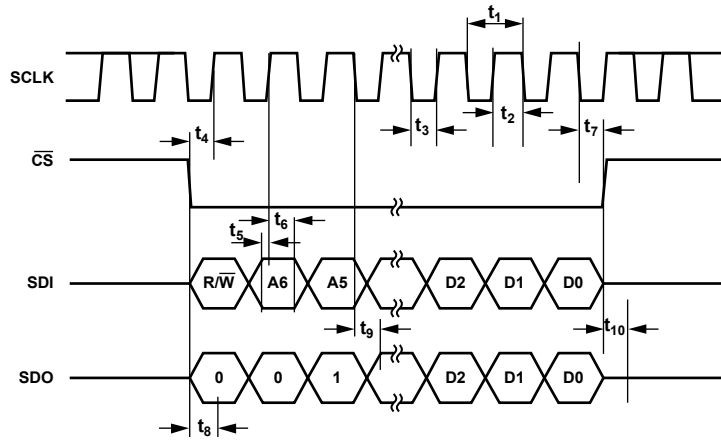 t1
SCLK
t4
t3
t2
t7
CS
t6
t5
SDI
R/W
A6
A5
D2
D1
D0
t9
t10
SDO
0
0
1
D2
D1
D0
t8